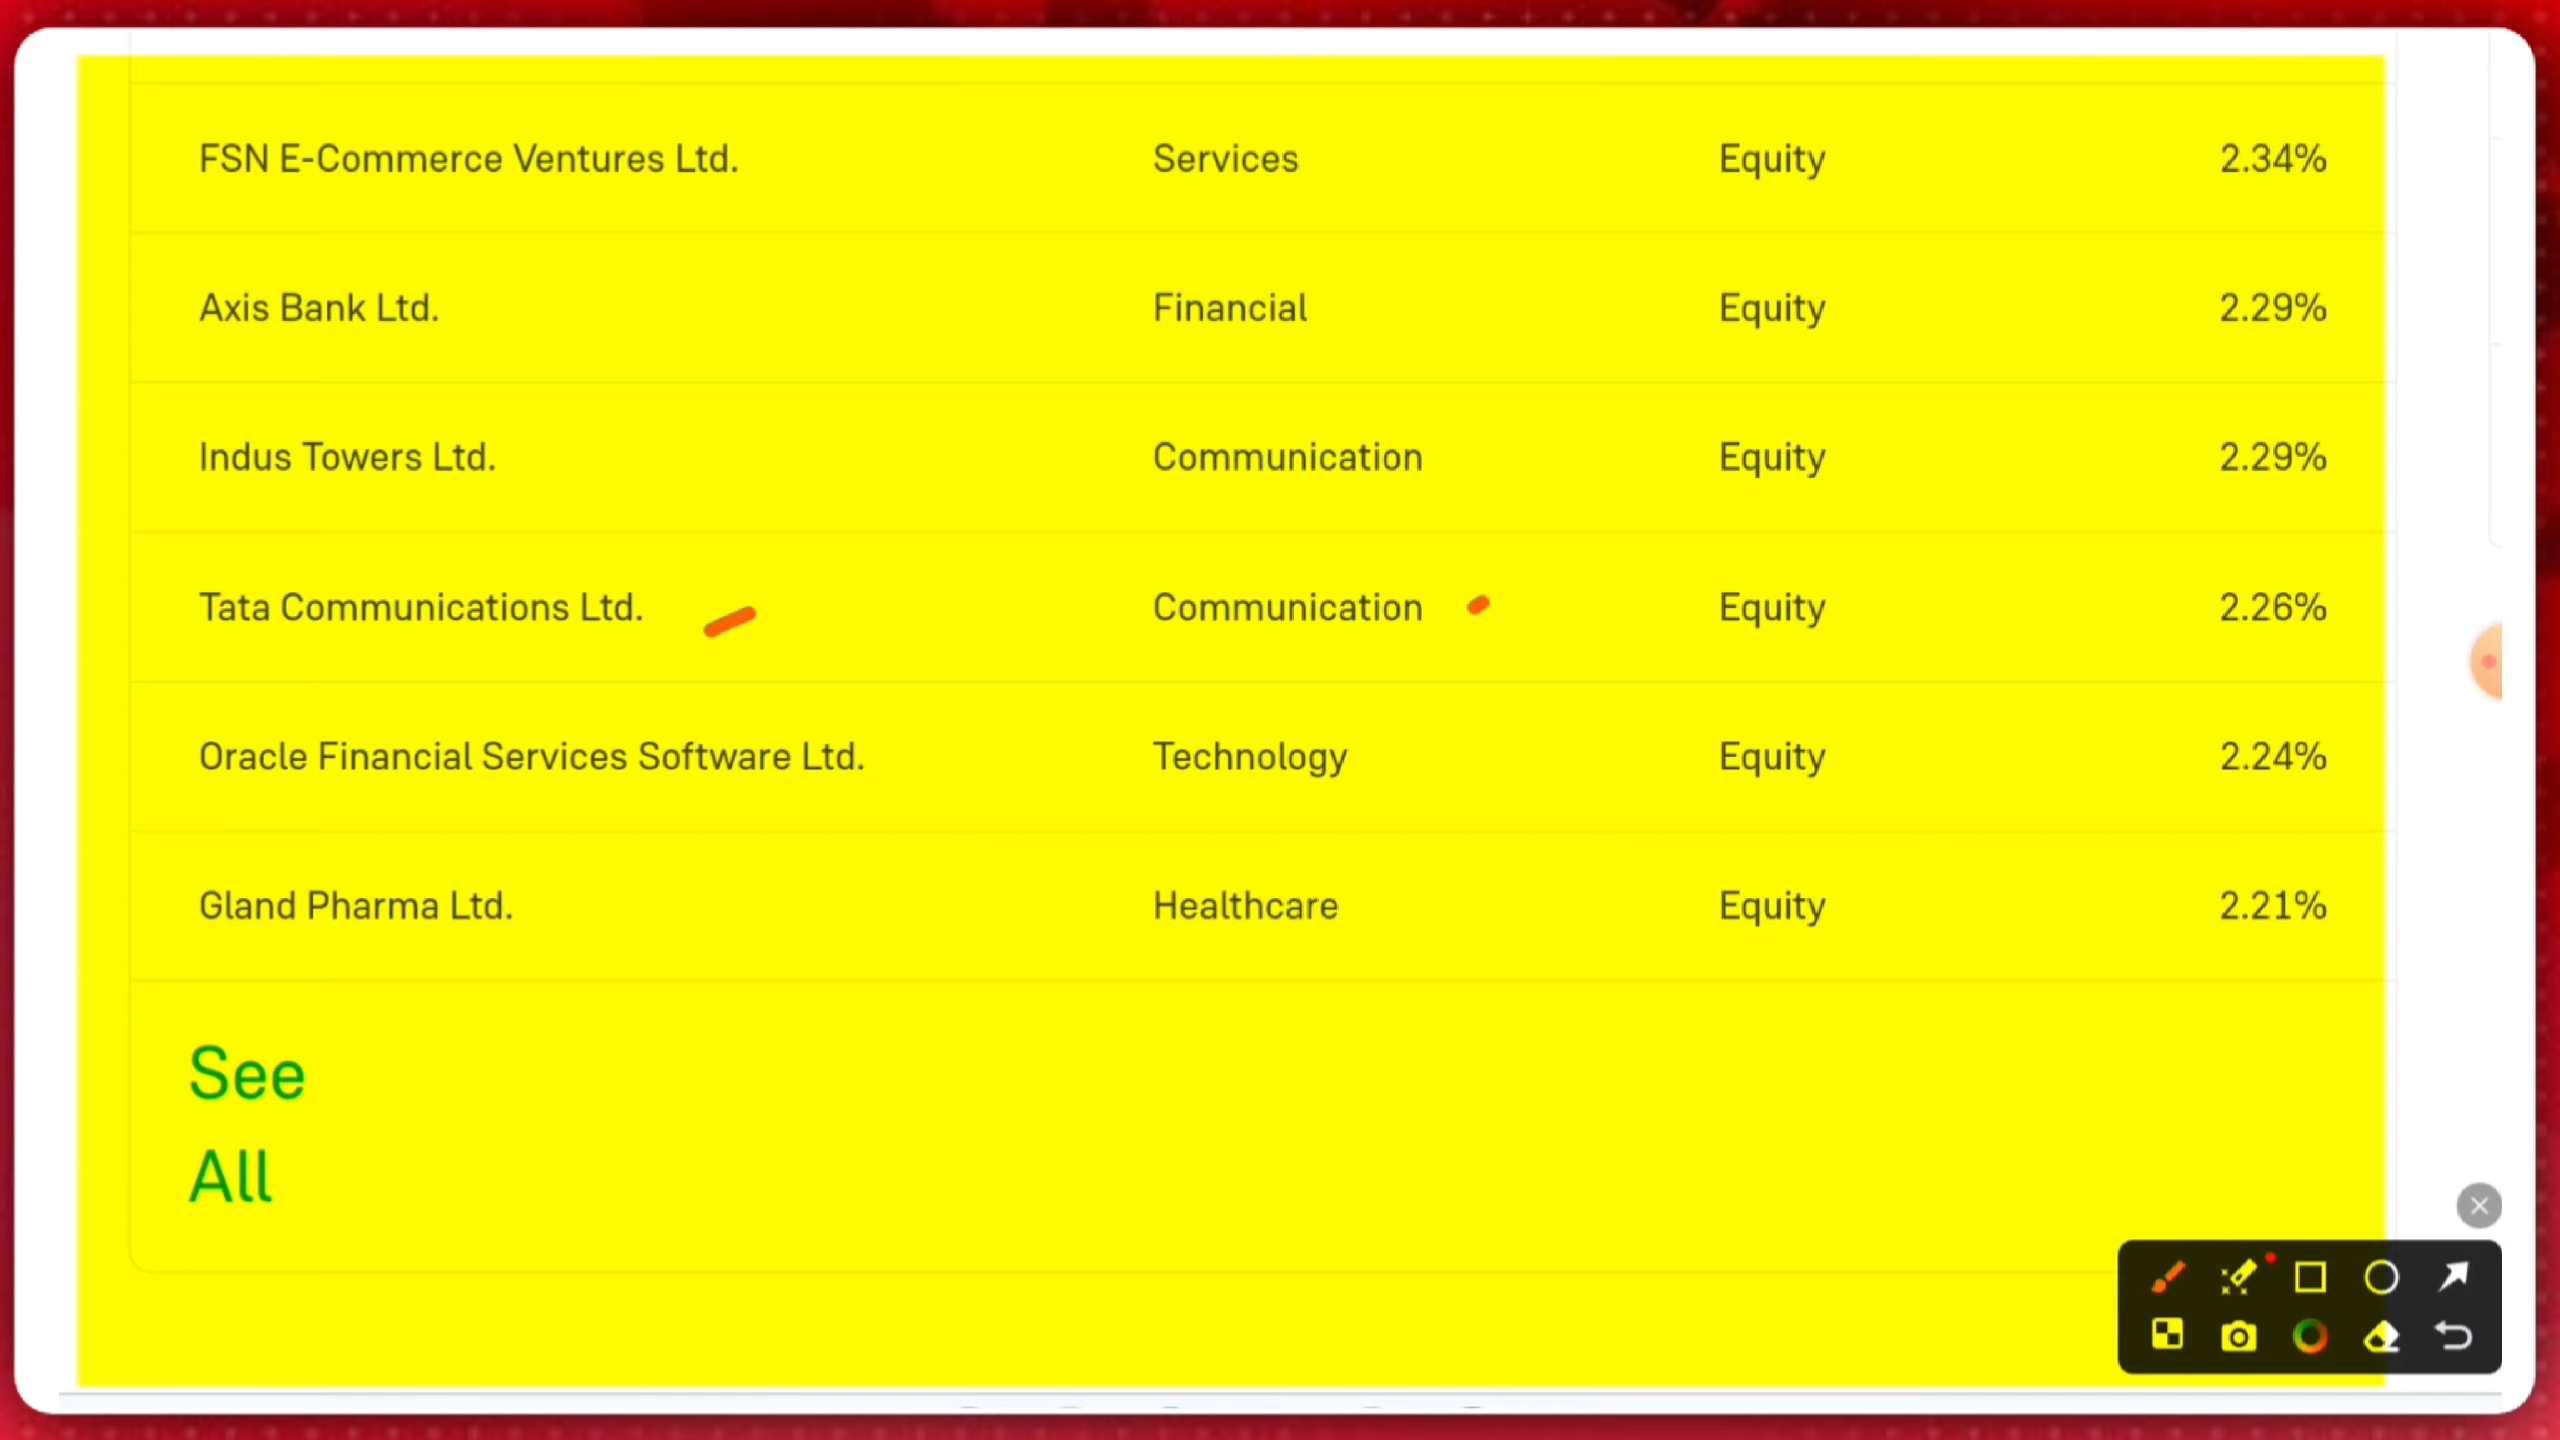 FSN E-Commerce Ventures Ltd. Services Equity 2.34%
Axis Bank Ltd. Financial Equity 2.29%
Indus Towers Ltd. Communication Equity 2.29%
Tata Communications Ltd. Communication Equity 2.26%
Oracle Financial Services Software Ltd. Technology Equity 2.24%
Gland Pharma Ltd. Healthcare Equity 2.21%
See
All